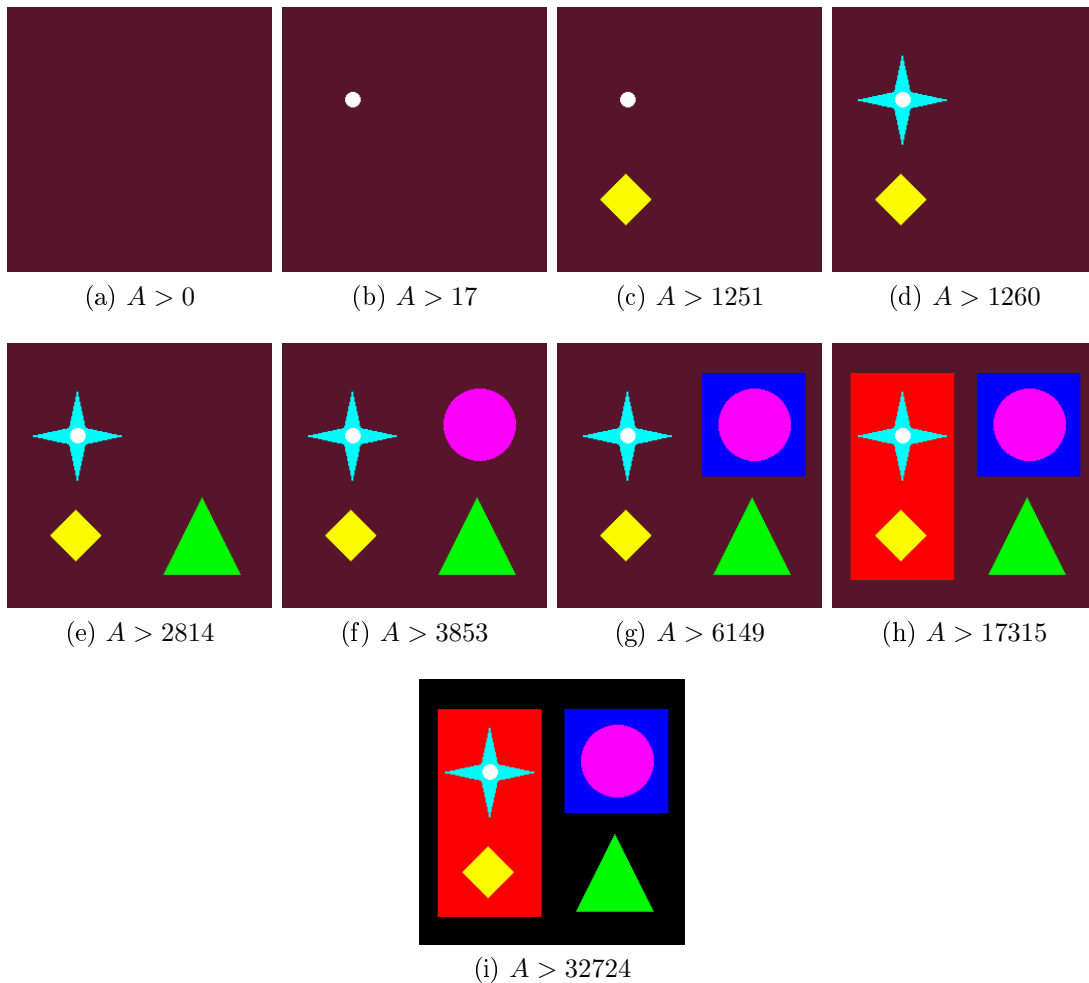 (a) A > 0
(b) A > 17
(c) A > 1251
(d) A > 1260
(e) A > 2814
(f) A > 3853
(g) A > 6149
(h) A > 17315
(i) A > 32724